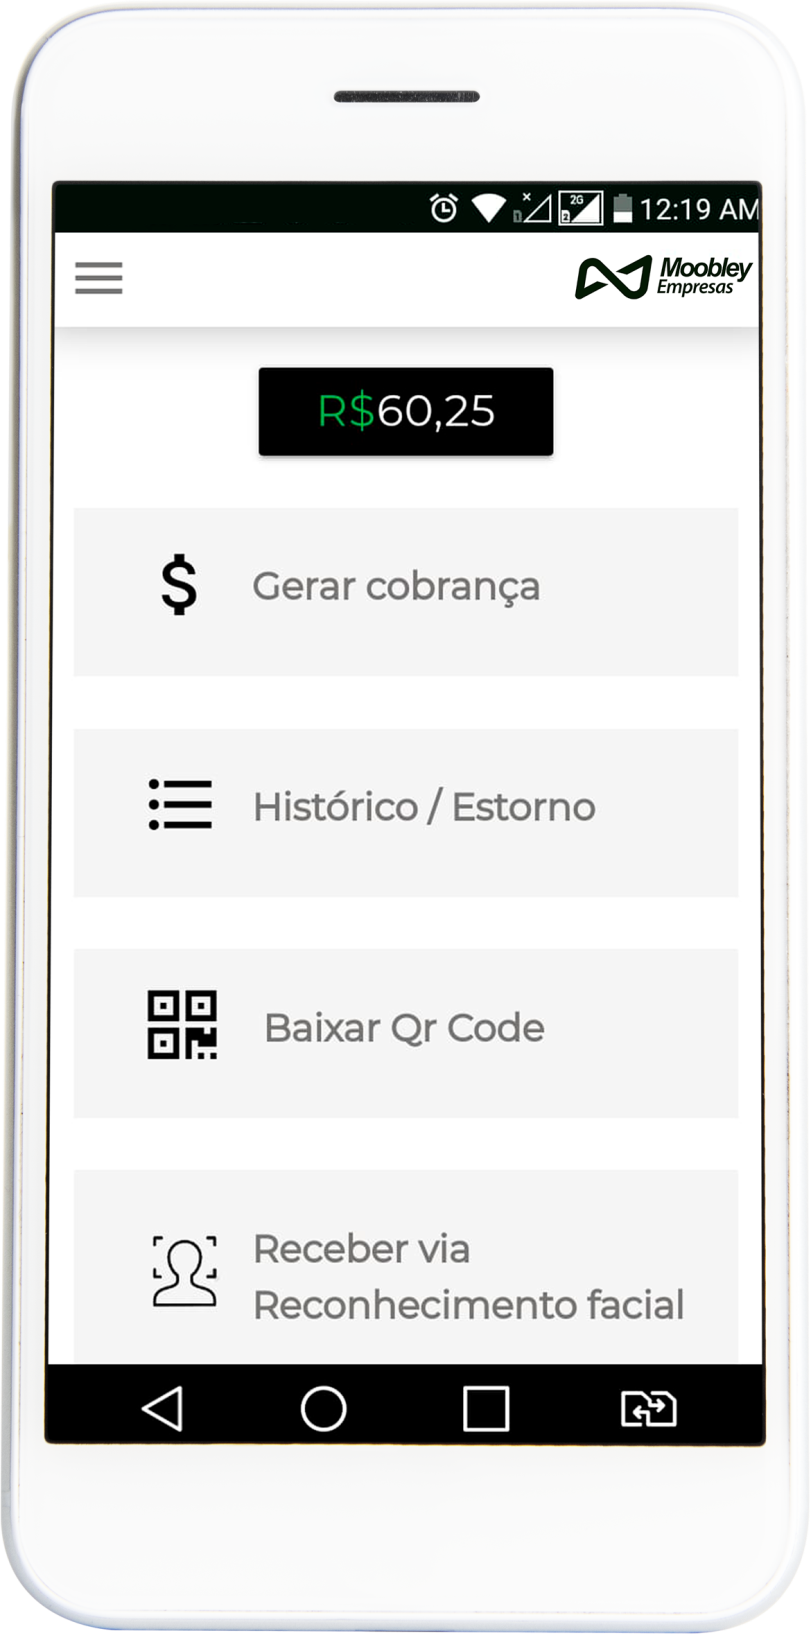 2G
2
12:19 AM
Moobley
Empresas
R$60,25
$
Gerar cobrança
Histórico / Estorno
Baixar Qr Code
Receber via
Reconhecimento facial